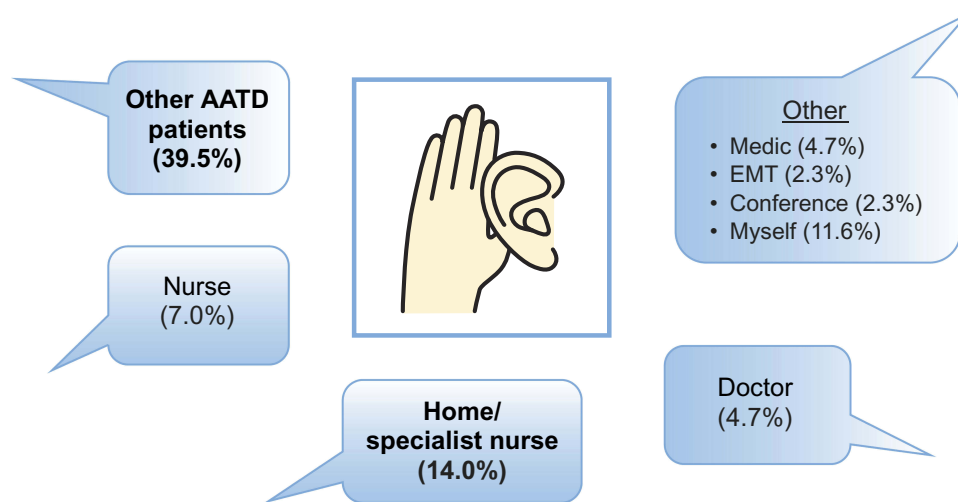 Other AATD
patients
(39.5%)
Other
• Medic (4.7%)
• EMT (2.3%)
• Conference (2.3%)
• Myself (11.6%)
Nurse
(7.0%)
Home/
specialist nurse
(14.0%)
Doctor
(4.7%)